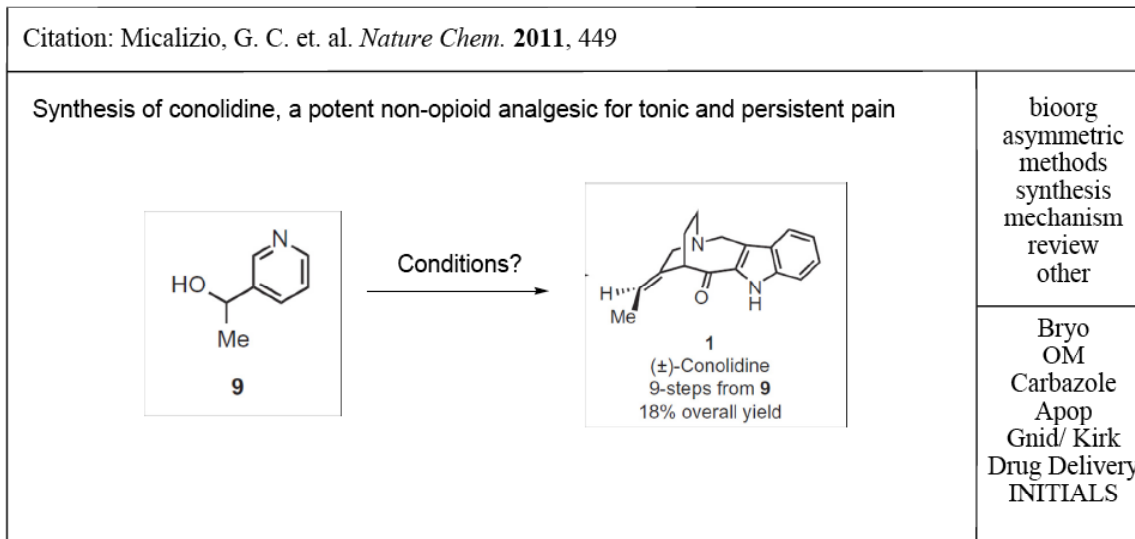 Citation: Micalizio, G. C. et. al. Nature Chem. 2011, 449
Synthesis of conolidine, a potent non-opioid analgesic for tonic and persistent pain
N
HO
Me
9
Conditions?
N
H
Me
O
N
H
1
(±)-Conolidine
9-steps from 9
18% overall yield
bioorg
asymmetric
methods
synthesis
mechanism
review
other
Bryo
OM
Carbazole
Apop
Gnid/ Kirk
Drug Delivery
INITIALS